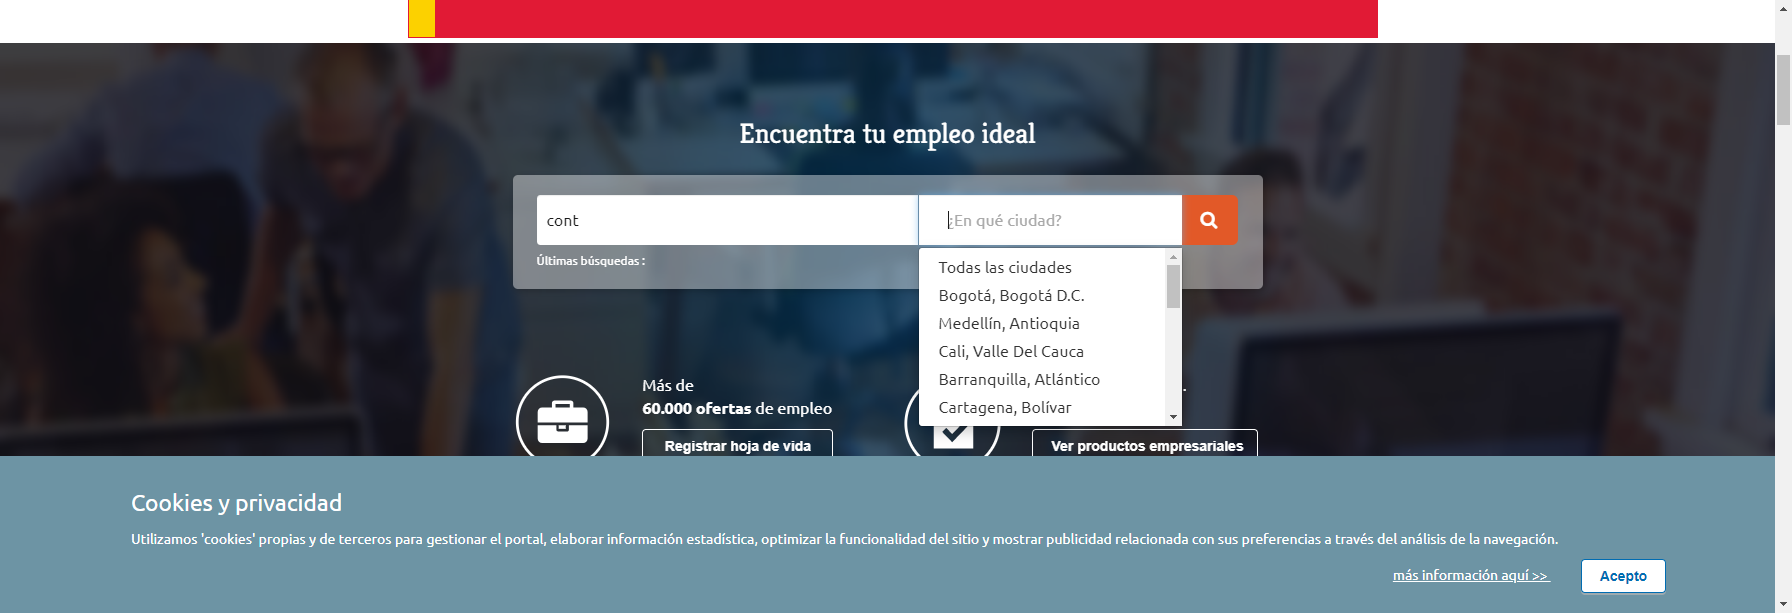 Encuentra tu empleo ideal
cont
¿En qué ciudad?
Últimas búsquedas :
Todas las ciudades
Bogotá, Bogotá D.C.
Medellín, Antioquia
Cali, Valle Del Cauca
Barranquilla, Atlántico
Cartagena, Bolívar
Más de
60.000 ofertas de empleo
Registrar hoja de vida
Ver productos empresariales
Cookies y privacidad
Utilizamos 'cookies' propias y de terceros para gestionar el portal, elaborar información estadística, optimizar la funcionalidad del sitio y mostrar publicidad relacionada con sus preferencias a través del análisis de la navegación.
más información aquí >>
Acepto